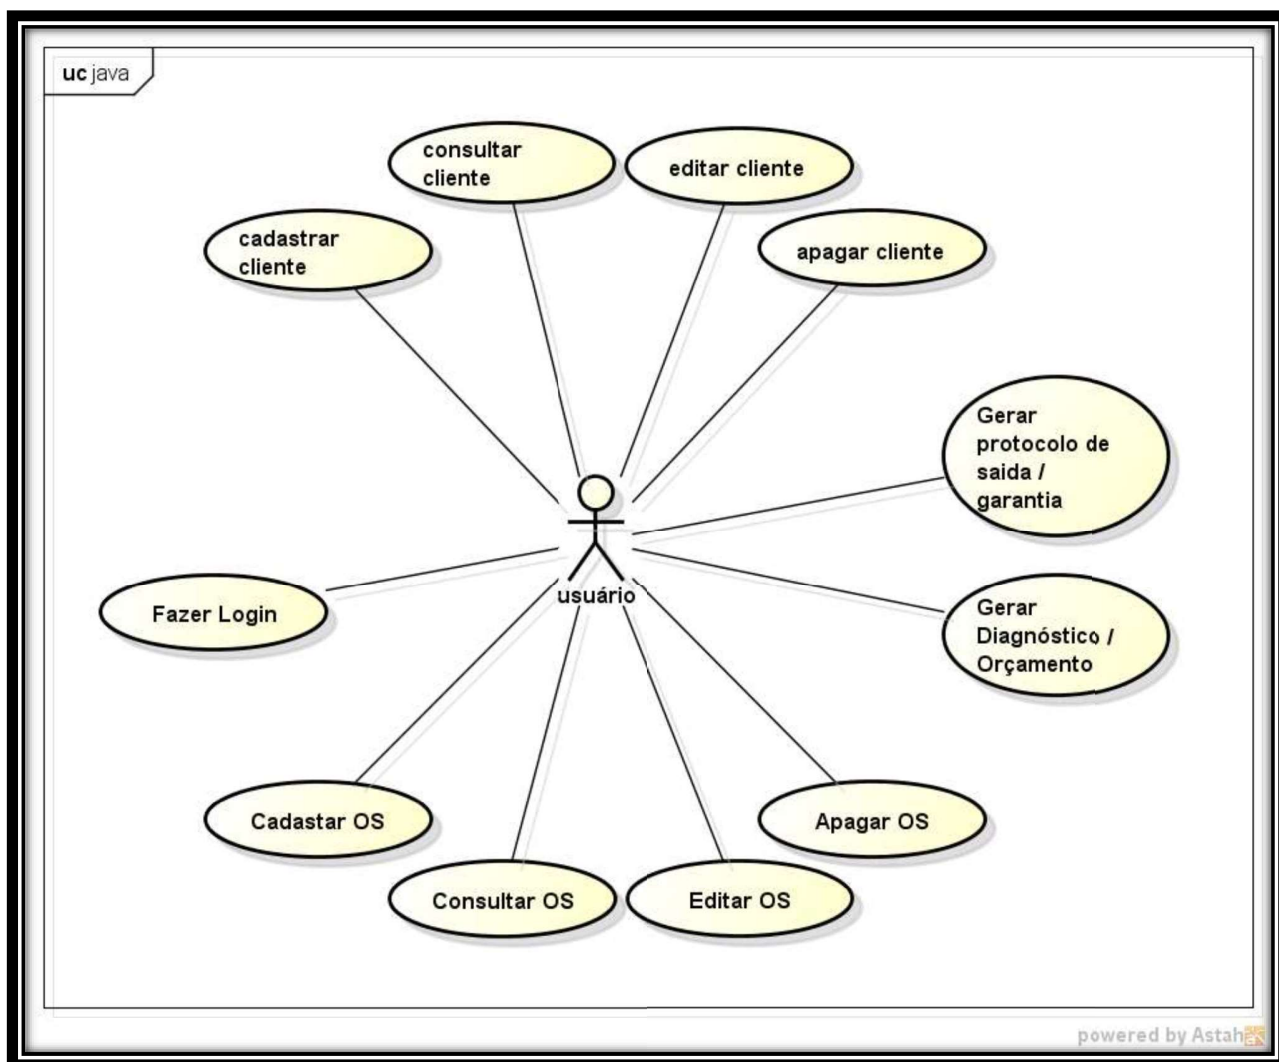 uc java
consultar
cliente
editar cliente
cadastrar
cliente
apagar cliente
Gerar
protocolo de
saida /
garantia
usuário
Fazer Login
Gerar
Diagnóstico /
Orçamento
Cadastar OS
Apagar OS
Consultar OS
Editar OS
powered by Astah